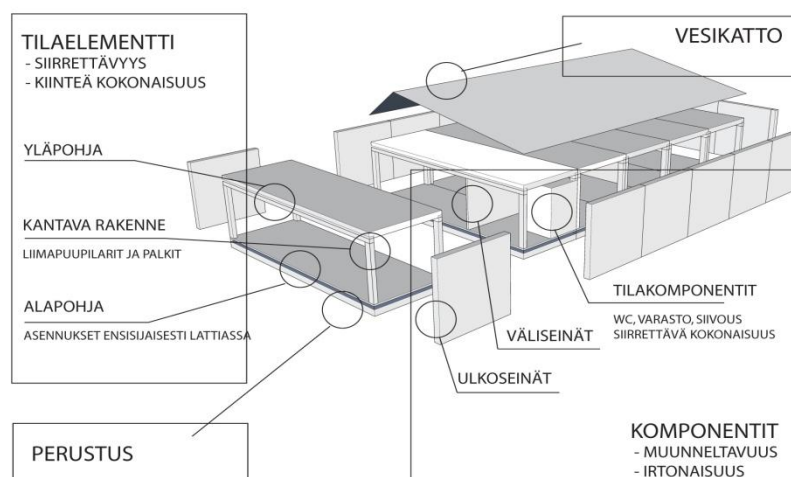 TILAELEMENTTI
- SIIRRETTÄVYYS
- KIINTEÄ KOKONAISUUS
YLÄPOHJA
KANTAVA RAKENNE
LIIMAPUUPILARIT JA PALKIT
ALAPOHJA
ASENNUKSET ENSISIJAISESTI LATTIASSA
PERUSTUS
VESIKATTO
TILAKOMPONENTIT
WC, VARASTO, SIIVOUS
SIIRRETTÄVÄ KOKONAISUUS
VÄLISEINÄT
ULKOSEINÄT
KOMPONENTIT
- MUUNNELTAVUUS
- IRTONAISUUS